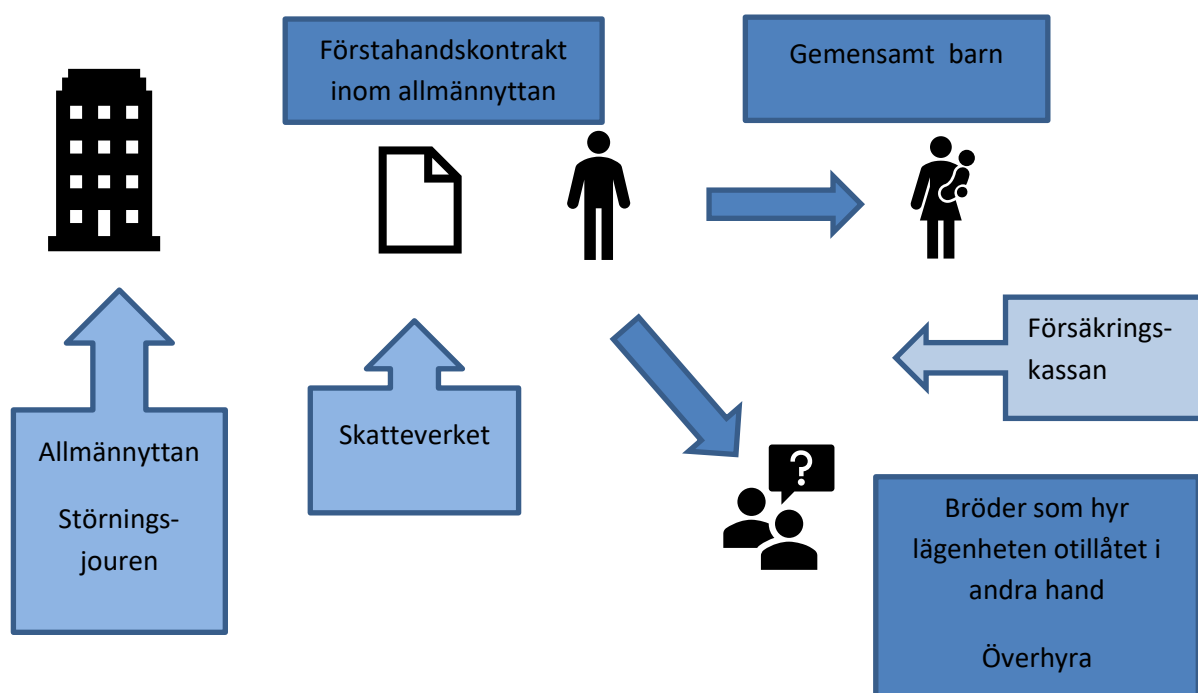 Förstahandskontrakt
inom allmännyttan
Gemensamt barn
Försäkrings-
kassan
Allmännyttan
Störnings-
jouren
Skatteverket
?
Bröder som hyr
lägenheten otillåtet i
andra hand
Överhyra